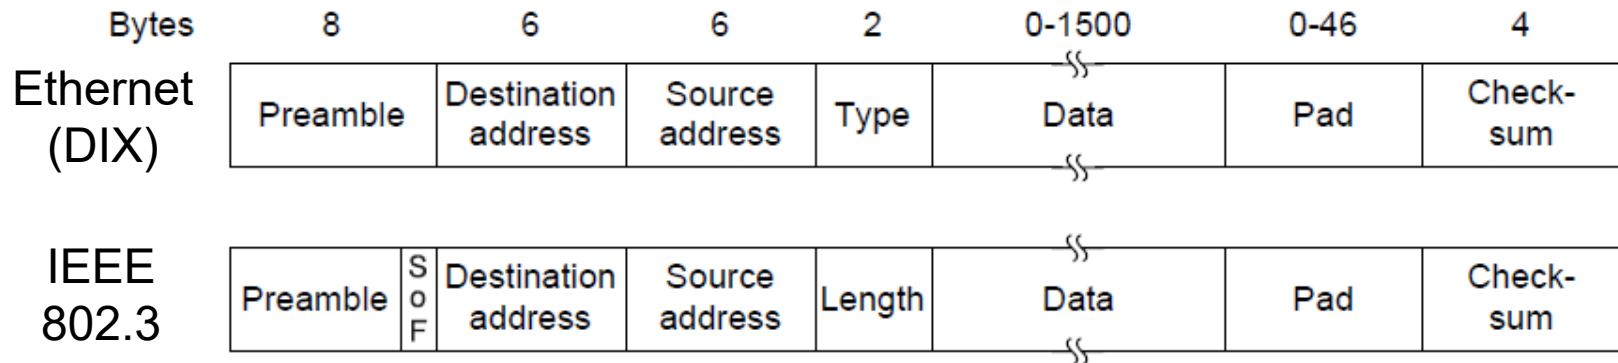 Bytes 8 6 6 2 0-1500 0-46 4
Ethernet
(DIX)
Preamble
Destination
address
Source
address
Type
Data
Pad
Check-
sum
IEEE
802.3
Preamble
S
o
F
Destination
address
Source
address
Length
Data
Pad
Check-
sum